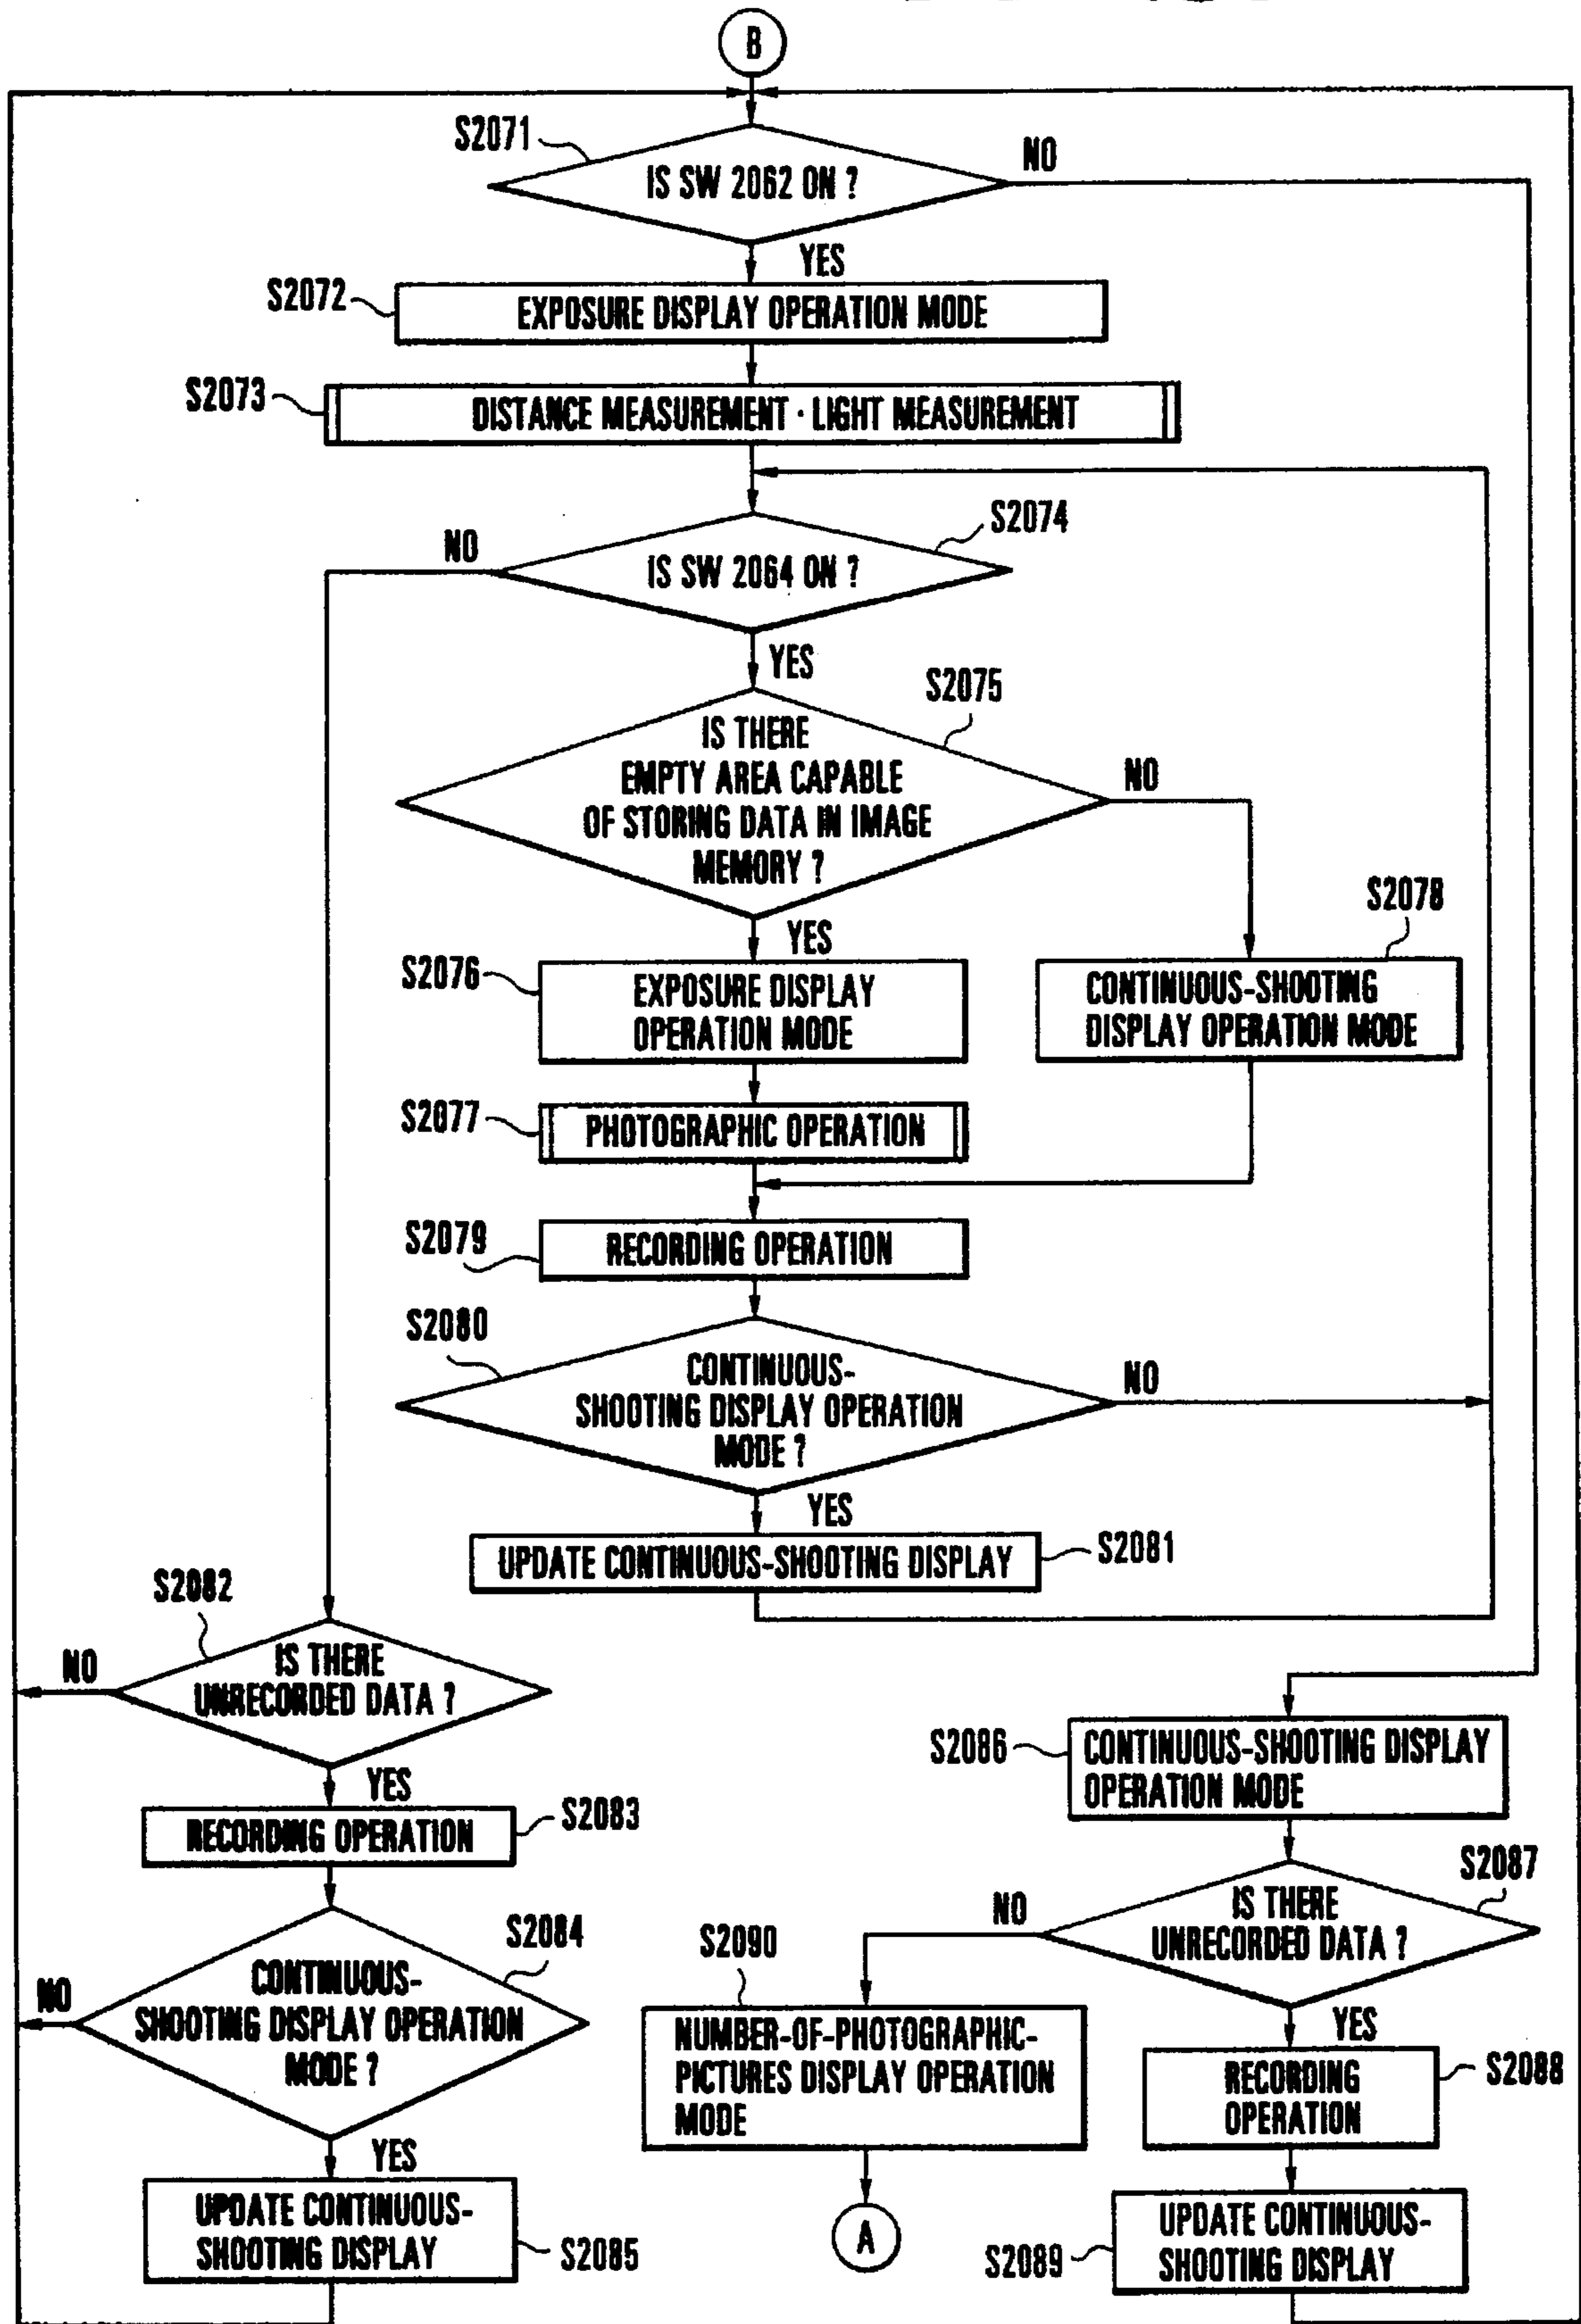 B
S2071
IS SW 2062 ON ?
NO
YES
S2072
EXPOSURE DISPLAY OPERATION MODE
S2073
DISTANCE MEASUREMENT · LIGHT MEASUREMENT
S2074
NO
IS SW 2064 ON ?
YES
S2075
IS THERE
EMPTY AREA CAPABLE
OF STORING DATA IN IMAGE
MEMORY ?
NO
YES
S2078
S2076
EXPOSURE DISPLAY
OPERATION MODE
CONTINUOUS-SHOOTING
DISPLAY OPERATION MODE
S2077
PHOTOGRAPHIC OPERATION
S2079
RECORDING OPERATION
S2080
CONTINUOUS-
SHOOTING DISPLAY OPERATION
MODE ?
NO
YES
UPDATE CONTINUOUS-SHOOTING DISPLAY
S2081
S2082
IS THERE
UNRECORDED DATA ?
NO
YES
RECORDING OPERATION
S2083
S2084
CONTINUOUS-
SHOOTING DISPLAY OPERATION
MODE ?
NO
YES
UPDATE CONTINUOUS-
SHOOTING DISPLAY
S2085
S2086
CONTINUOUS-SHOOTING DISPLAY
OPERATION MODE
S2087
IS THERE
UNRECORDED DATA ?
NO
YES
S2090
NUMBER-OF-PHOTOGRAPHIC-
PICTURES DISPLAY OPERATION
MODE
A
RECORDING
OPERATION
S2088
UPDATE CONTINUOUS-
SHOOTING DISPLAY
S2089